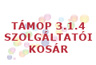 TÁMOP 3.1.4
SZOLGÁLTATÓI
KOSÁR